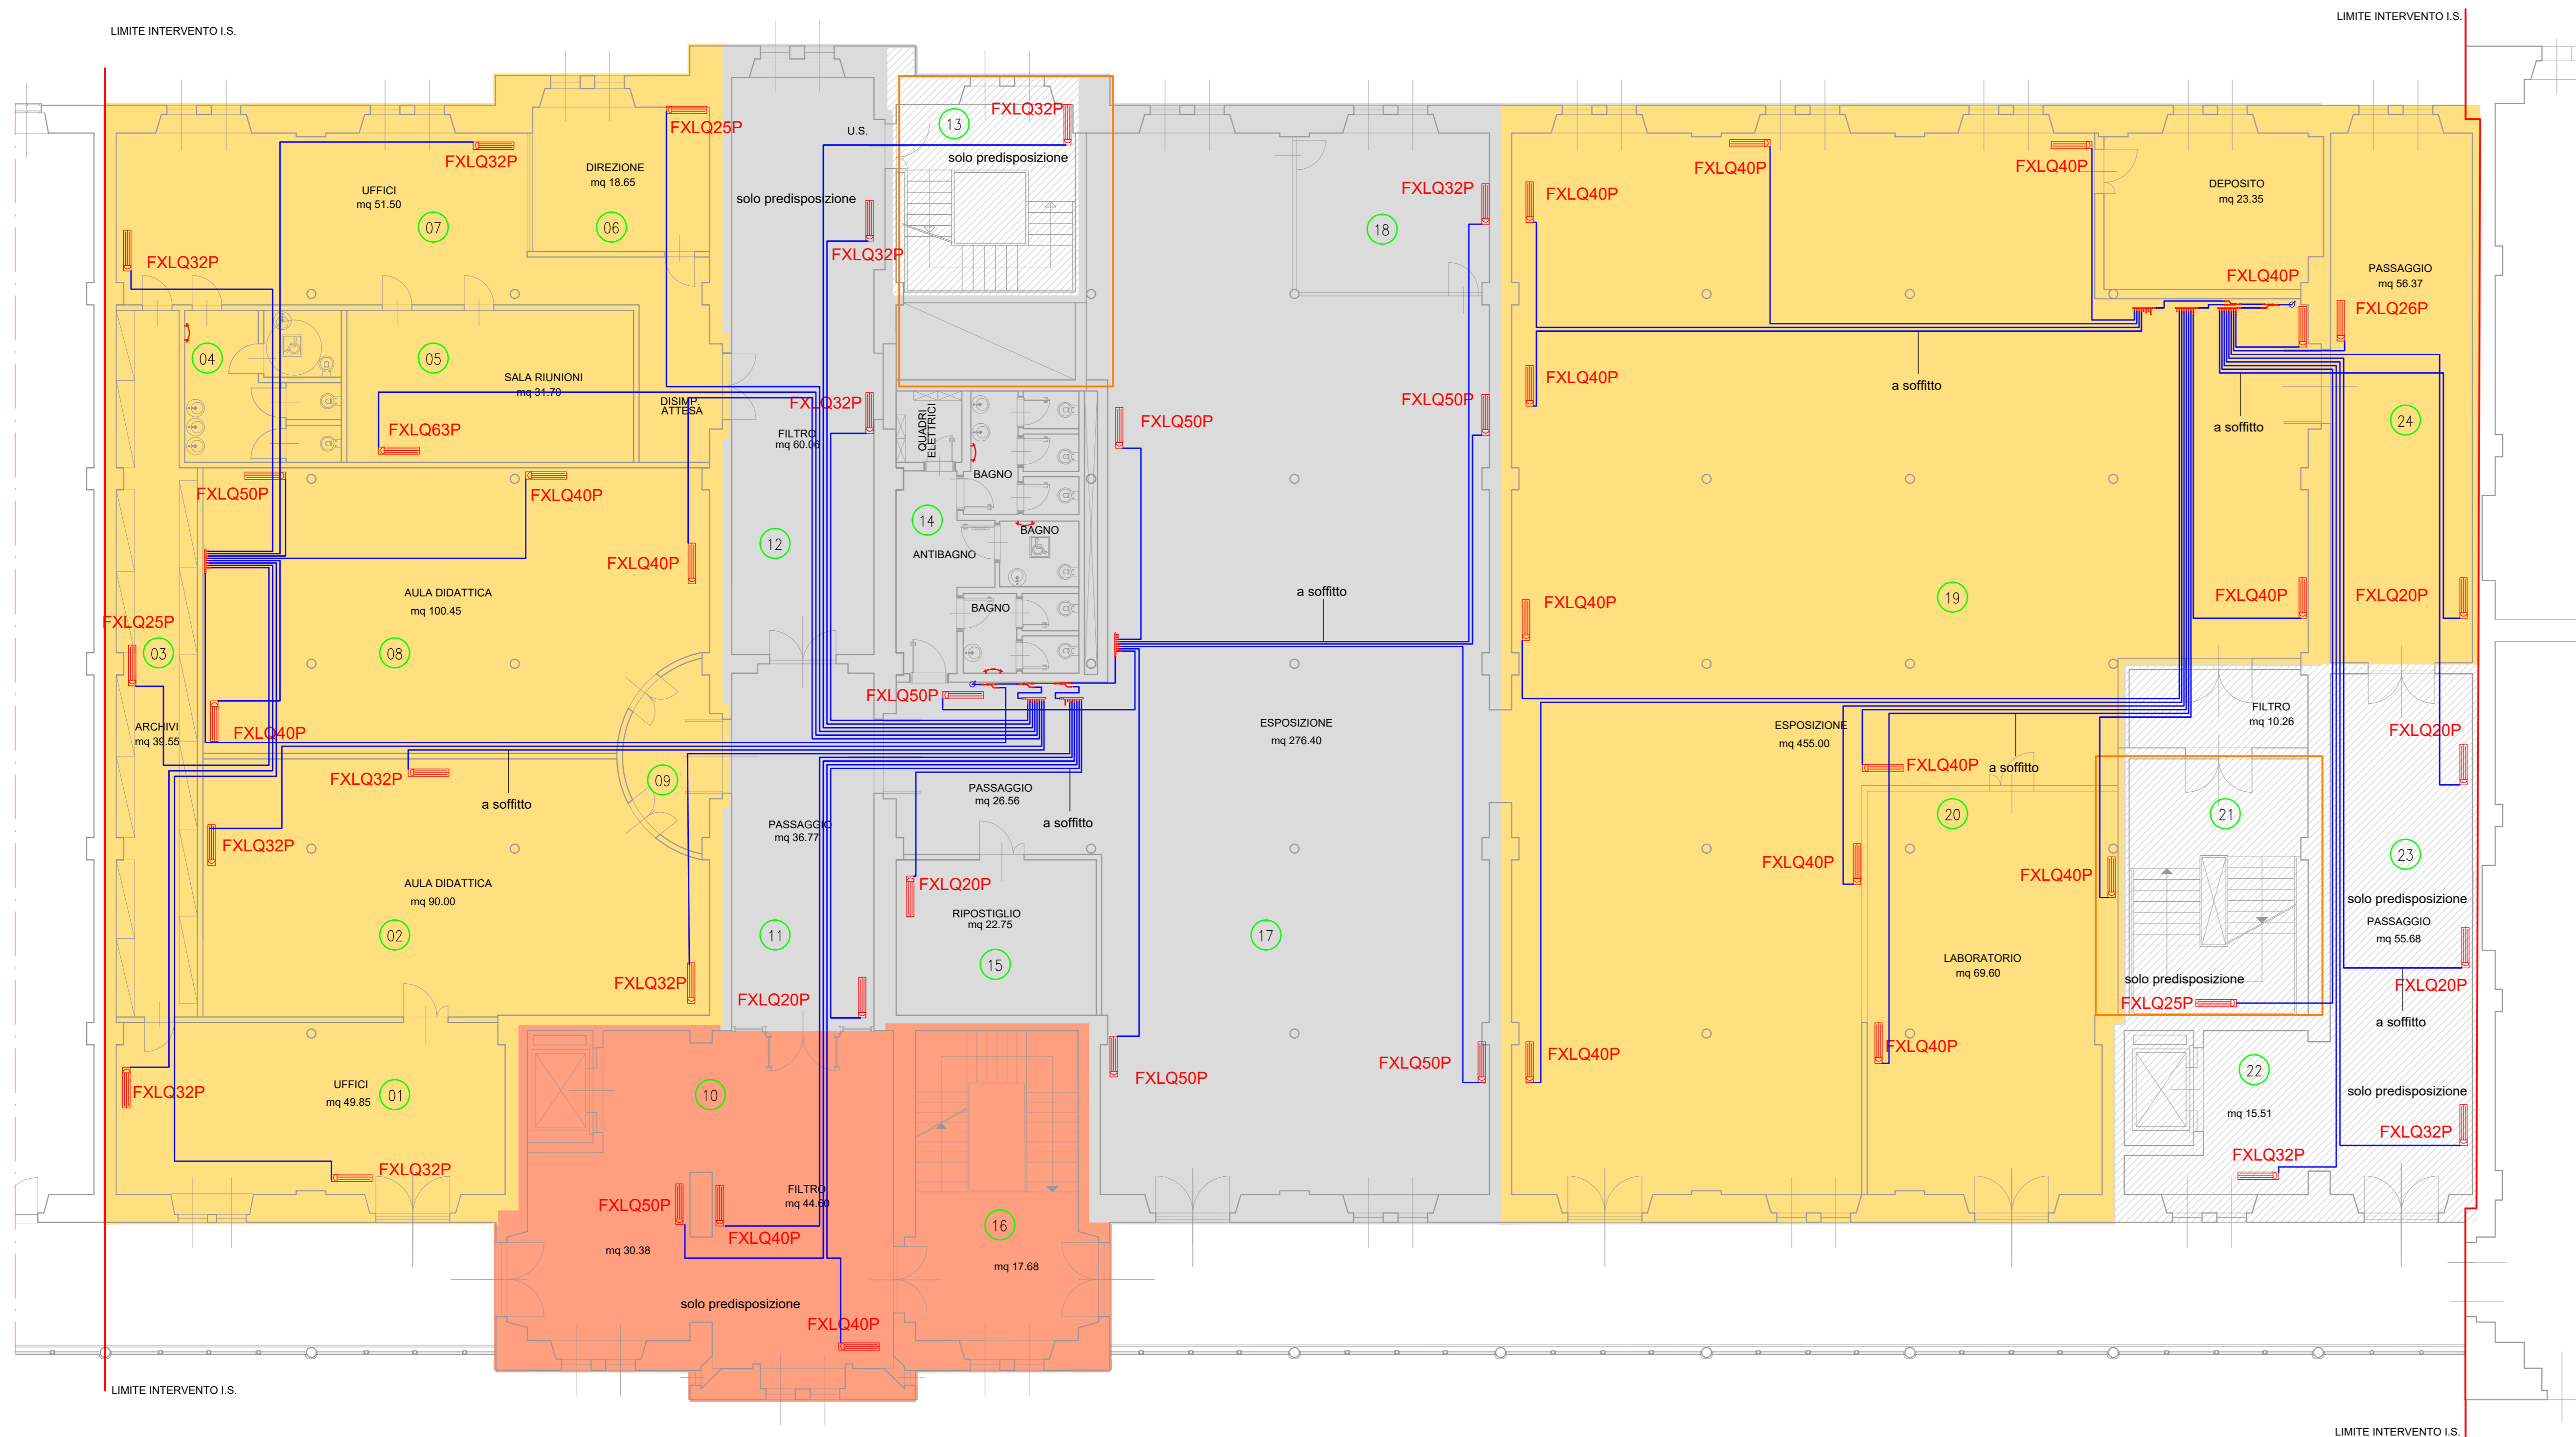 LIMITE INTERVENTO I.S.
LIMITE INTERVENTO I.S.
FXLQ32P
FXLQ25P
UFFICI
mq 51.50
07
DIREZIONE
mq 18.65
06
FXLQ32P
04
05
SALA RIUNIONI
mq 31.70
FXLQ63P
DISIMP.
ATTESA
FXLQ50P
FXLQ40P
FXLQ40P
AULA DIDATTICA
mq 100.45
08
FXLQ25P
03
ARCHIVI
mq 39.55
FXLQ40P
FXLQ32P
a soffitto
09
FXLQ32P
AULA DIDATTICA
mq 90.00
02
FXLQ32P
UFFICI
mq 49.85
01
FXLQ32P
FXLQ32P
U.S.
solo predisposizione
FXLQ32P
FXLQ32P
FILTRO
mq 60.06
12
PASSAGGIO
mq 36.77
11
FXLQ20P
10
FILTRO
mq 44.60
FXLQ50P
FXLQ40P
mq 30.38
solo predisposizione
FXLQ40P
16
mq 17.68
13
FXLQ32P
solo predisposizione
QUADRI
ELETTRICI
BAGNO
14
ANTIBAGNO
BAGNO
BAGNO
FXLQ50P
PASSAGGIO
mq 26.56
a soffitto
FXLQ20P
RIPOSTIGLIO
mq 22.75
15
FXLQ50P
FXLQ32P
18
FXLQ50P
a soffitto
ESPOSIZIONE
mq 276.40
17
FXLQ50P
FXLQ50P
FXLQ40P
FXLQ40P
FXLQ40P
DEPOSITO
mq 23.35
FXLQ40P
PASSAGGIO
mq 56.37
FXLQ26P
FXLQ40P
a soffitto
a soffitto
24
FXLQ40P
19
FXLQ40P
FXLQ20P
ESPOSIZIONE
mq 455.00
FXLQ40P
a soffitto
FILTRO
mq 10.26
FXLQ20P
20
21
FXLQ40P
FXLQ40P
23
solo predisposizione
PASSAGGIO
mq 55.68
LABORATORIO
mq 69.60
solo predisposizione
FXLQ25P
FXLQ20P
a soffitto
FXLQ40P
FXLQ40P
22
mq 15.51
solo predisposizione
FXLQ32P
FXLQ32P
LIMITE INTERVENTO I.S.
LIMITE INTERVENTO I.S.